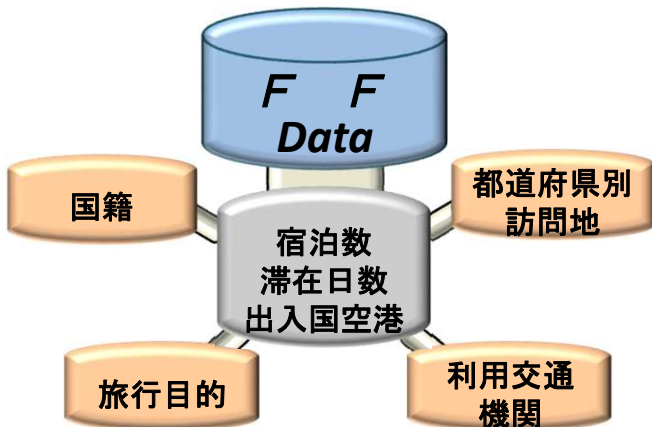 F F
Data
国籍
都道府県別
訪問地
宿泊数
滞在日数
出入国空港
旅行目的
利用交通
機関